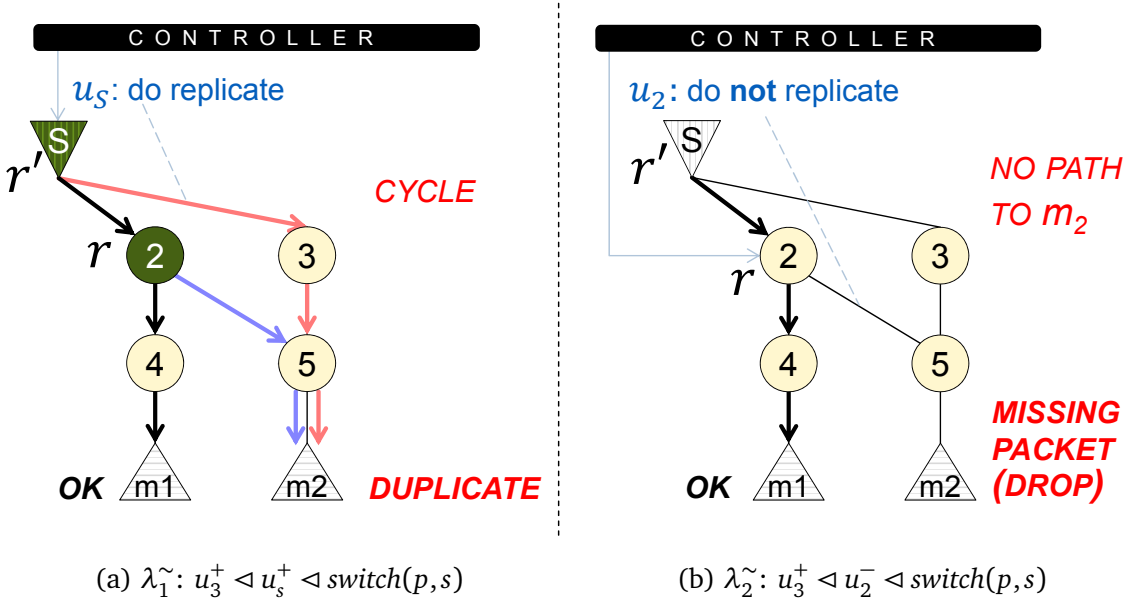 CONTROLLER
u_S: do replicate
S
r′
CYCLE
r
2
3
4
5
OK
m1
m2
DUPLICATE
(a) λ₁~: u₃⁺ ◁ uₛ⁺ ◁ switch(p,s)
CONTROLLER
u₂: do not replicate
S
r′
NO PATH
TO m₂
2
3
r
4
5
MISSING
PACKET
(DROP)
OK
m1
m2
(b) λ₂~: u₃⁺ ◁ u₂⁻ ◁ switch(p,s)